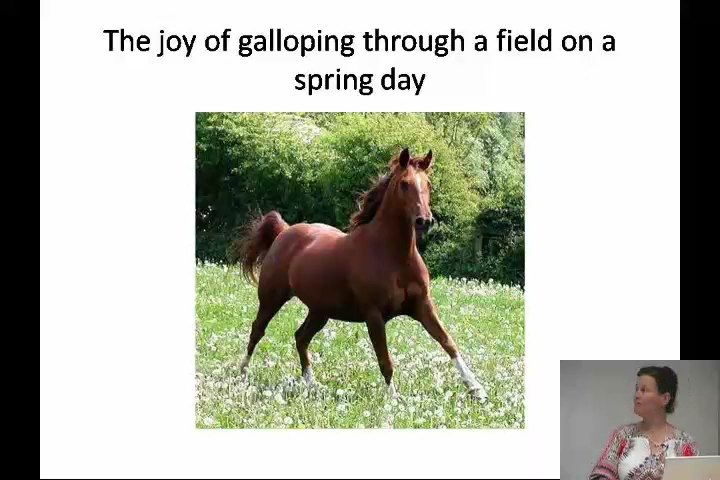 The joy of galloping through a field on a
spring day